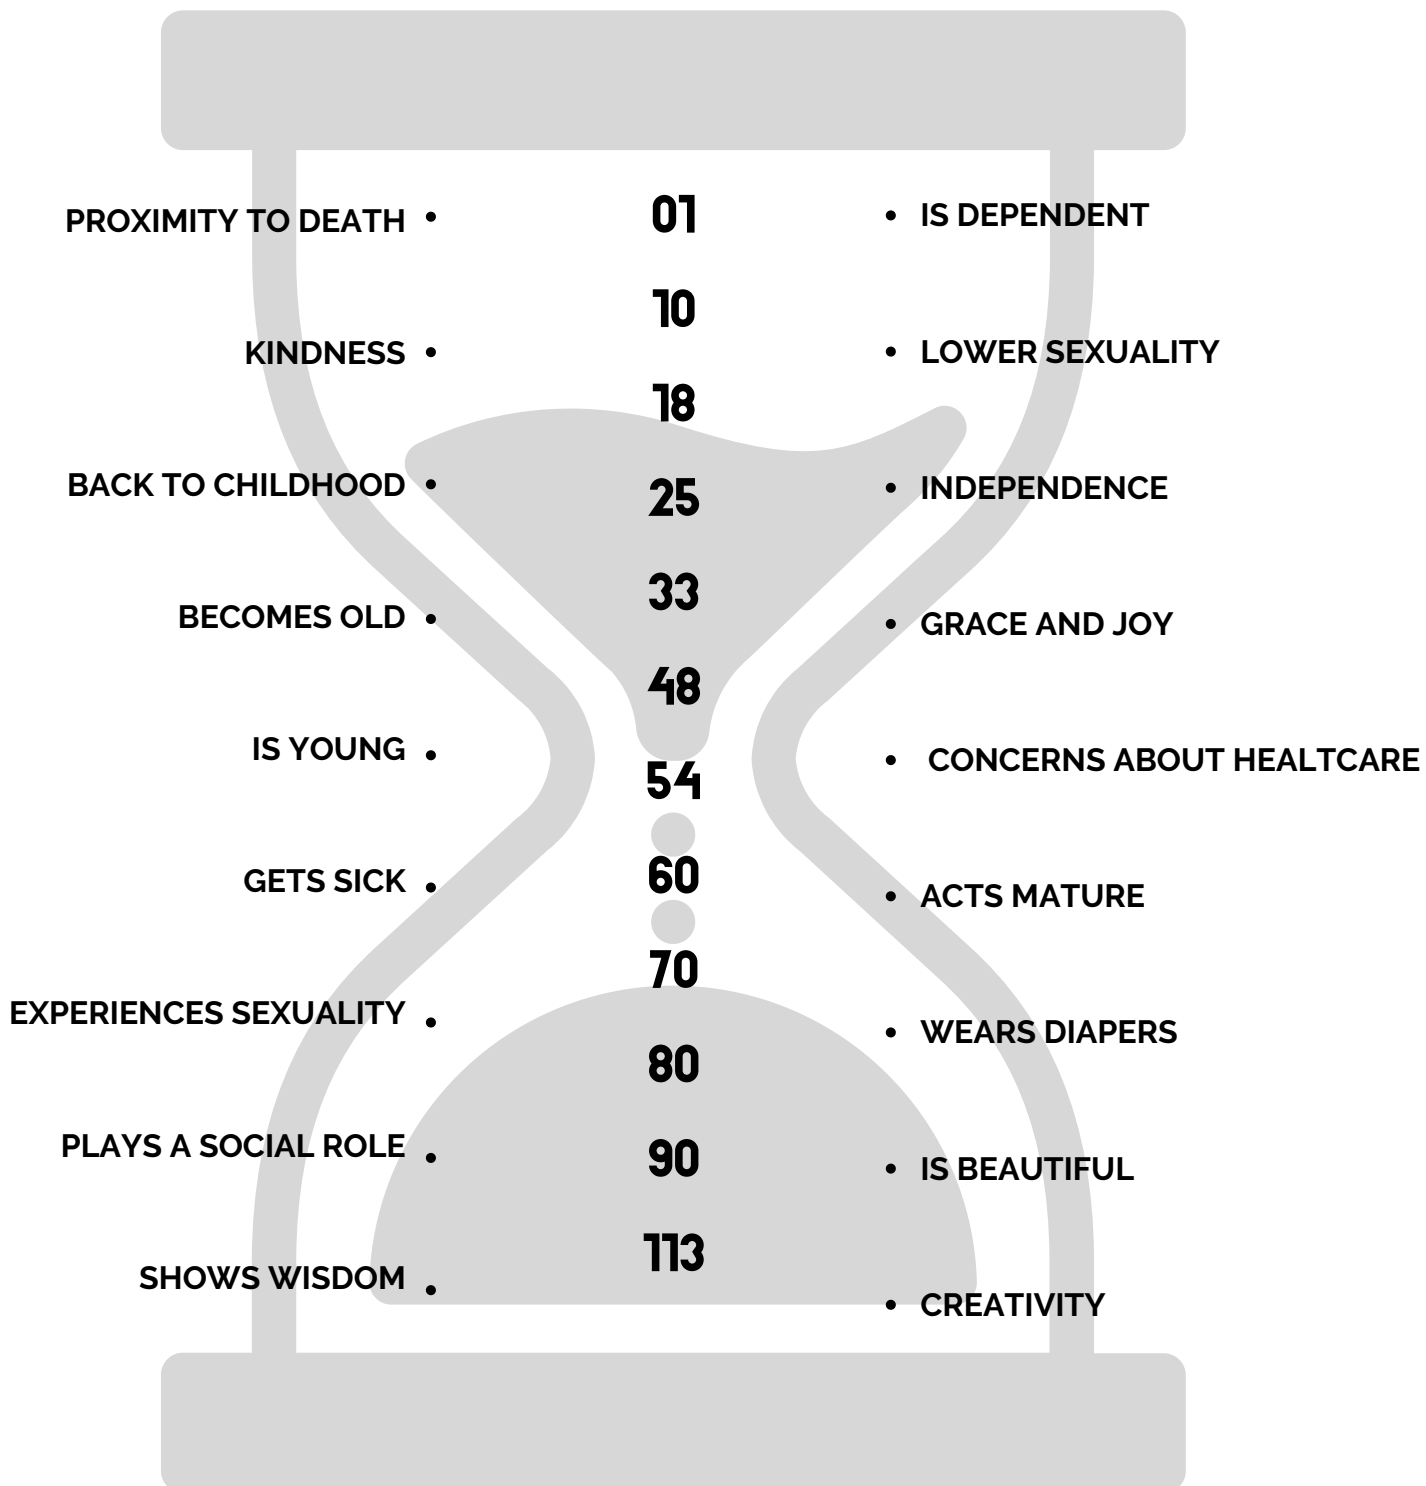 PROXIMITY TO DEATH
KINDNESS
BACK TO CHILDHOOD
BECOMES OLD
IS YOUNG
GETS SICK
EXPERIENCES SEXUALITY
PLAYS A SOCIAL ROLE
SHOWS WISDOM
01
10
18
25
33
48
54
60
70
80
90
113
IS DEPENDENT
LOWER SEXUALITY
INDEPENDENCE
GRACE AND JOY
CONCERNS ABOUT HEALTCARE
ACTS MATURE
WEARS DIAPERS
IS BEAUTIFUL
CREATIVITY